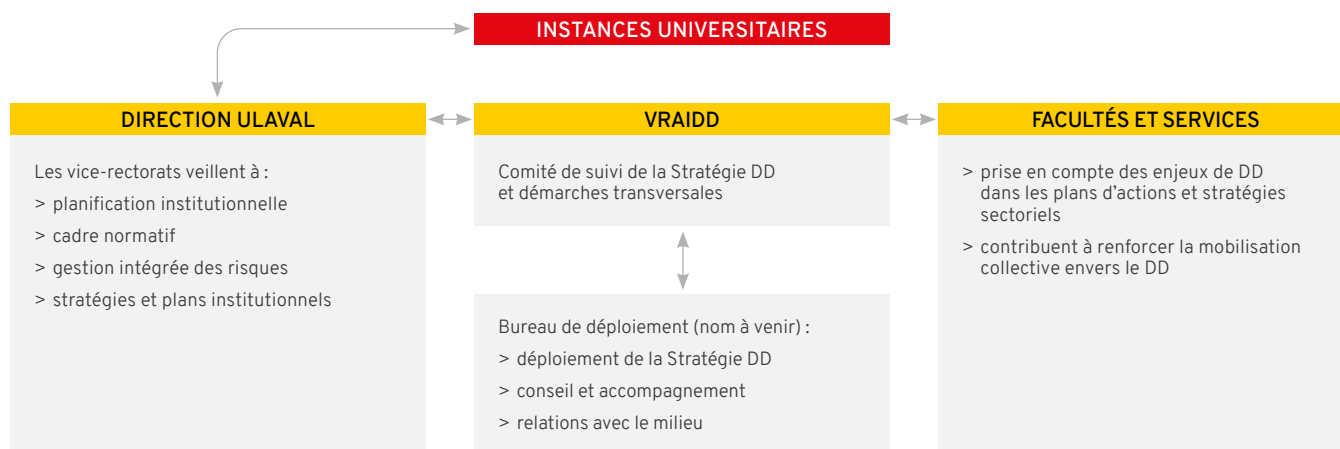 INSTANCES UNIVERSITAIRES
DIRECTION ULAVAL
Les vice-rectorats veillent à :
> planification institutionnelle
> cadre normatif
> gestion intégrée des risques
> stratégies et plans institutionnels
VRAIDD
Comité de suivi de la Stratégie DD
et démarches transversales
Bureau de déploiement (nom à venir) :
> déploiement de la Stratégie DD
> conseil et accompagnement
> relations avec le milieu
FACULTÉS ET SERVICES
> prise en compte des enjeux de DD
dans les plans d'actions et stratégies
sectoriels
> contribuent à renforcer la mobilisation
collective envers le DD